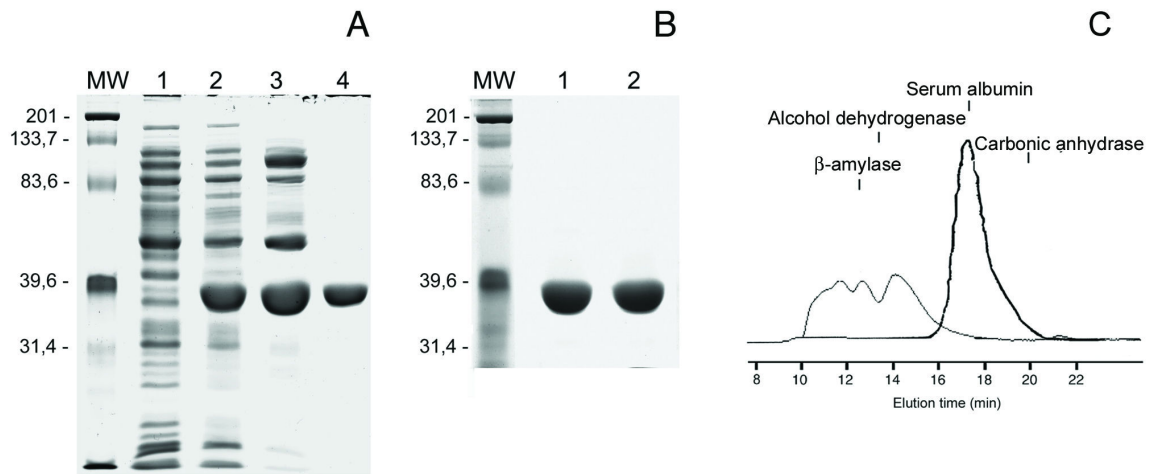 A
MW 1 2 3 4
201 -
133,7 -
83,6 -
39,6 -
31,4 -
B
MW 1 2
201 -
133,7 -
83,6 -
39,6 -
31,4 -
C
Serum albumin
Alcohol dehydrogenase
Carbonic anhydrase
β-amylase
8 10 12 14 16 18 20 22
Elution time (min)